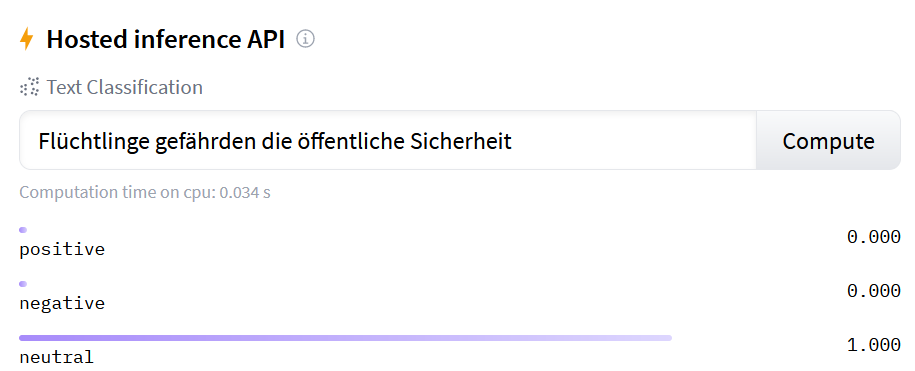 Hosted inference API
Text Classification
Flüchtlinge gefährden die öffentliche Sicherheit
Compute
Computation time on cpu: 0.034 s
positive 0.000
negative 0.000
neutral 1.000